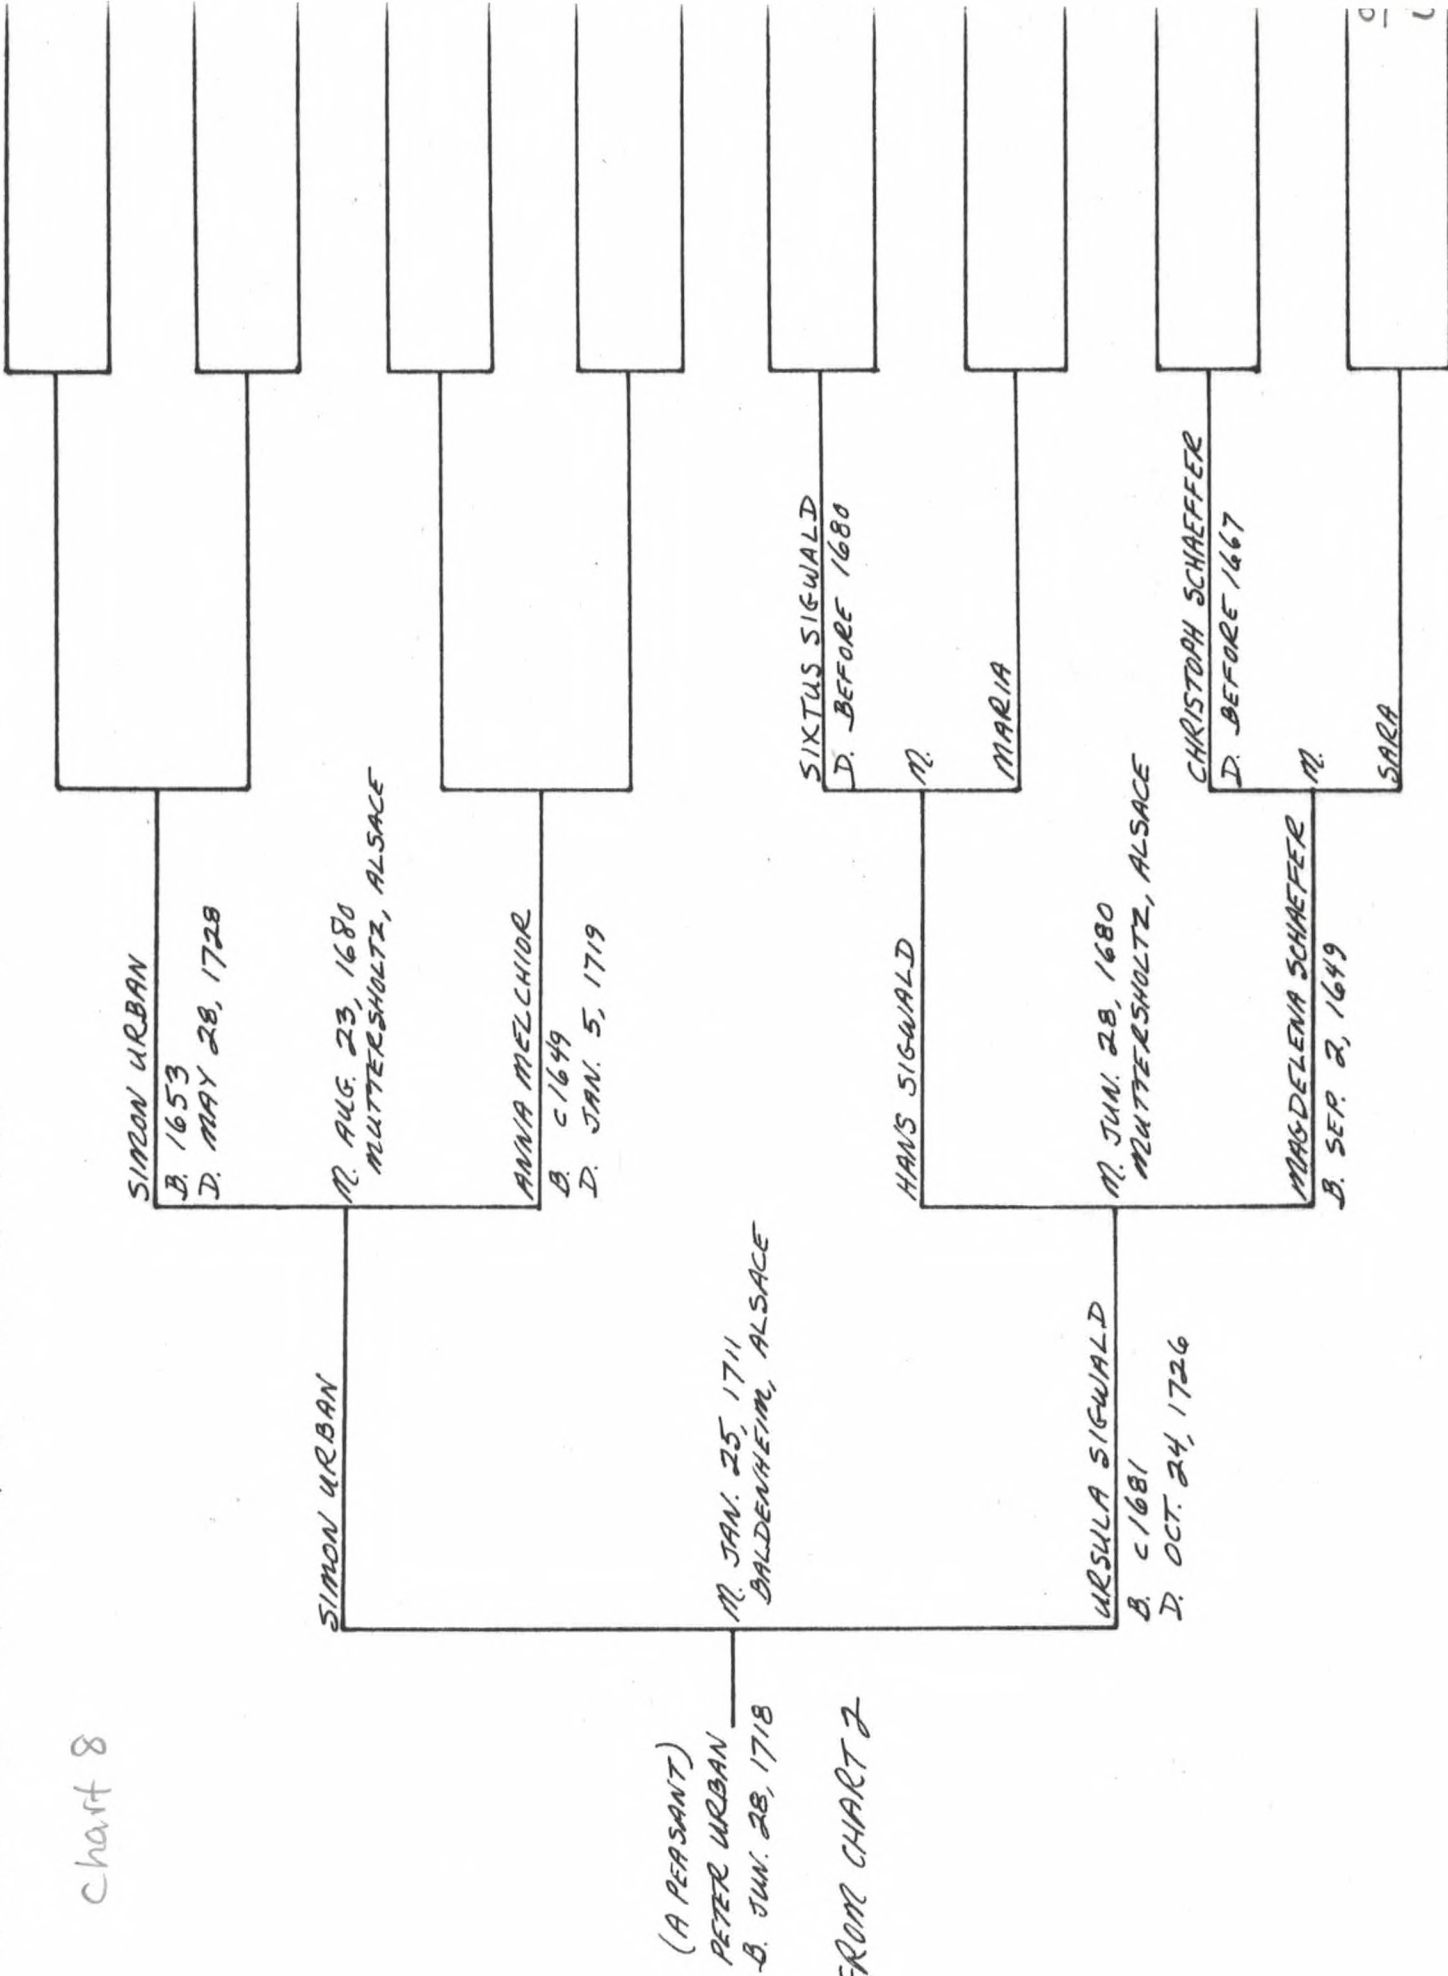 Chart 8
(A PEASANT)
PETER URBAN
B. JUN. 28, 1718
FROM CHART 2
SIMON URBAN
M. JAN. 25, 1711
BALDENHEIM, ALSACE
URSULA SIGWALD
B. c1681
D. OCT. 24, 1726
SIMON URBAN
B. 1653
D. MAY 28, 1728
M. AUG. 23, 1680
MUTTERSHOLTZ, ALSACE
ANNA MELCHIOR
B. c1649
D. JAN. 5, 1719
HANS SIGWALD
M. JUN. 28, 1680
MUTTERSHOLTZ, ALSACE
MAGDELENA SCHAEFER
B. SEP. 2, 1649
SIXTUS SIGWALD
D. BEFORE 1680
M.
MARIA
CHRISTOPH SCHAEFFER
D. BEFORE 1667
M.
SARA